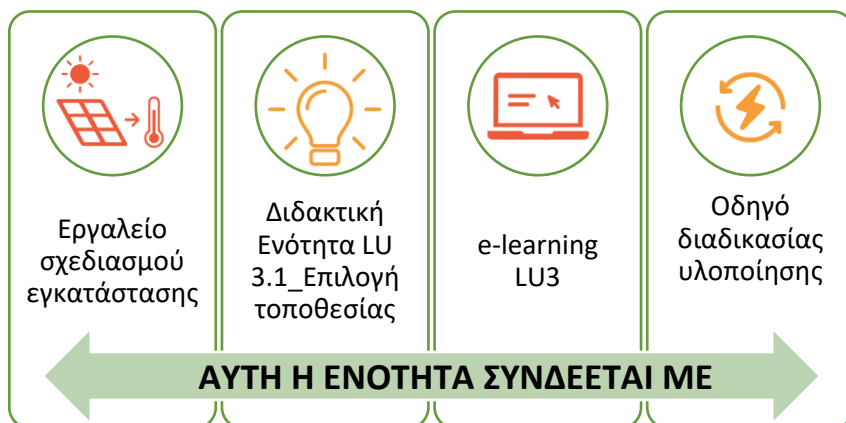 Εργαλείο
σχεδιασμού
εγκατάστασης
Διδακτική
Ενότητα LU
3.1_Επιλογή
τοποθεσίας
e-learning
LU3
Οδηγό
διαδικασίας
υλοποίησης
ΑΥΤΗ Η ΕΝΟΤΗΤΑ ΣΥΝΔΕΕΤΑΙ ΜΕ